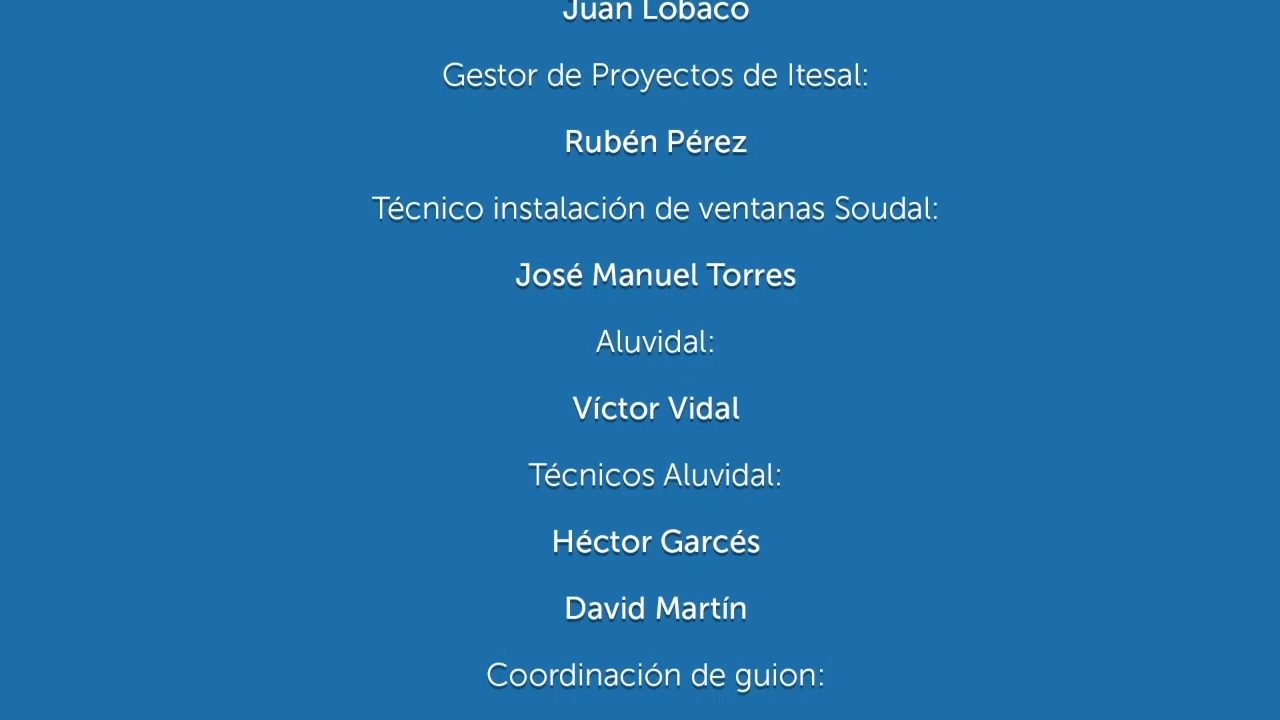 Juan Lobaco
Gestor de Proyectos de Itesal:
Rubén Pérez
Técnico instalación de ventanas Soudal:
José Manuel Torres
Aluvidal:
Víctor Vidal
Técnicos Aluvidal:
Héctor Garcés
David Martín
Coordinación de guion: